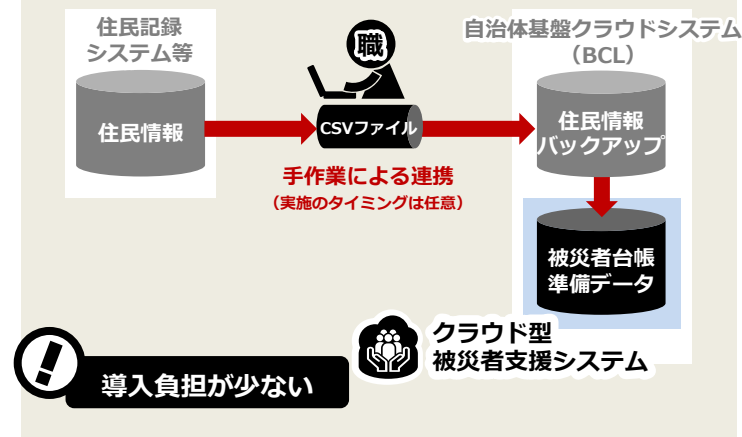 住民記録
システム等
住民情報
職
CSVファイル
手作業による連携
（実施のタイミングは任意）
自治体基盤クラウドシステム
（BCL）
住民情報
バックアップ
被災者台帳
準備データ
クラウド型
被災者支援システム
!
導入負担が少ない